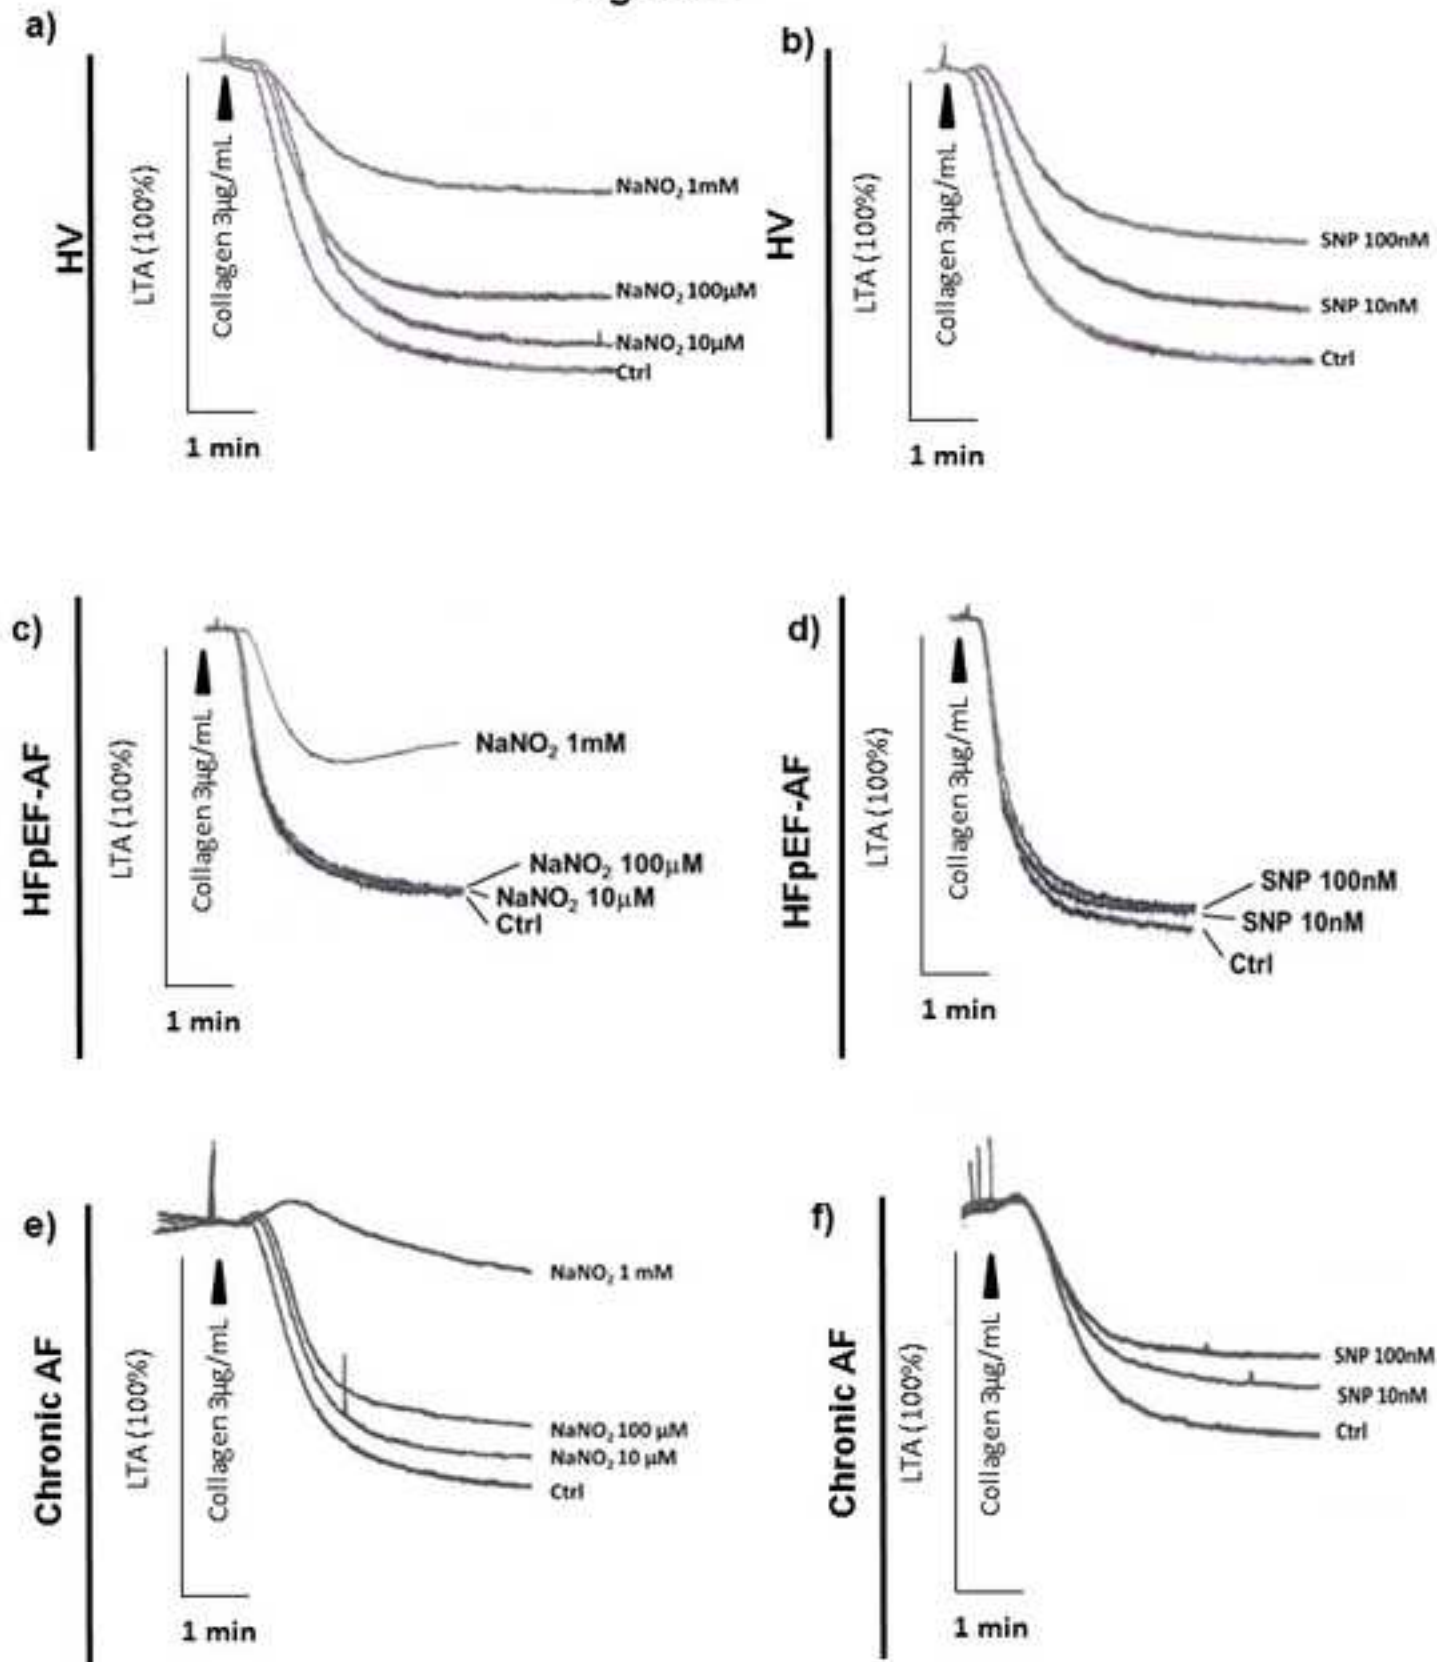 a)
HV
LTA (100%)
Collagen 3µg/mL
NaNO₂ 1mM
NaNO₂ 100µM
NaNO₂ 10µM
Ctrl
1 min
b)
HV
LTA (100%)
Collagen 3µg/mL
SNP 100nM
SNP 10nM
Ctrl
1 min
c)
HFpEF-AF
LTA (100%)
Collagen 3µg/mL
NaNO₂ 1mM
NaNO₂ 100µM
NaNO₂ 10µM
Ctrl
1 min
d)
HFpEF-AF
LTA (100%)
Collagen 3µg/mL
SNP 100nM
SNP 10nM
Ctrl
1 min
e)
Chronic AF
LTA (100%)
Collagen 3µg/mL
NaNO₂ 1 mM
NaNO₂ 100 µM
NaNO₂ 10 µM
Ctrl
1 min
f)
Chronic AF
LTA (100%)
Collagen 3µg/mL
SNP 100nM
SNP 10nM
Ctrl
1 min